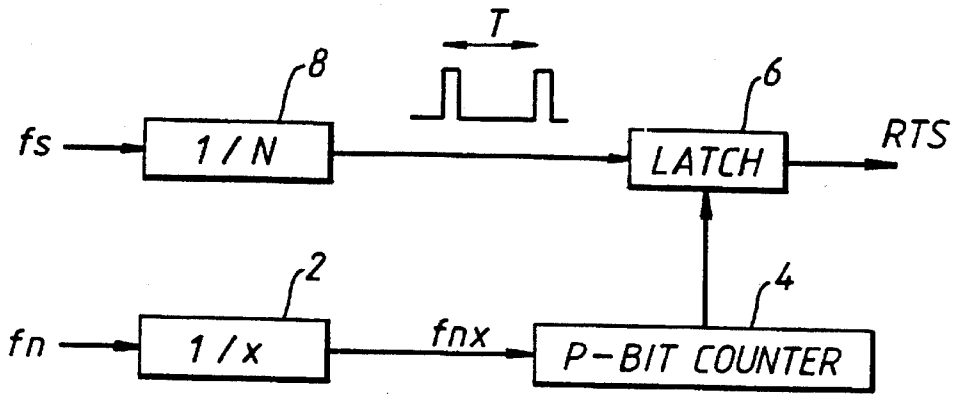 T
8
6
fs
1/N
LATCH
RTS
2
4
fn
1/x
fnx
P-BIT COUNTER